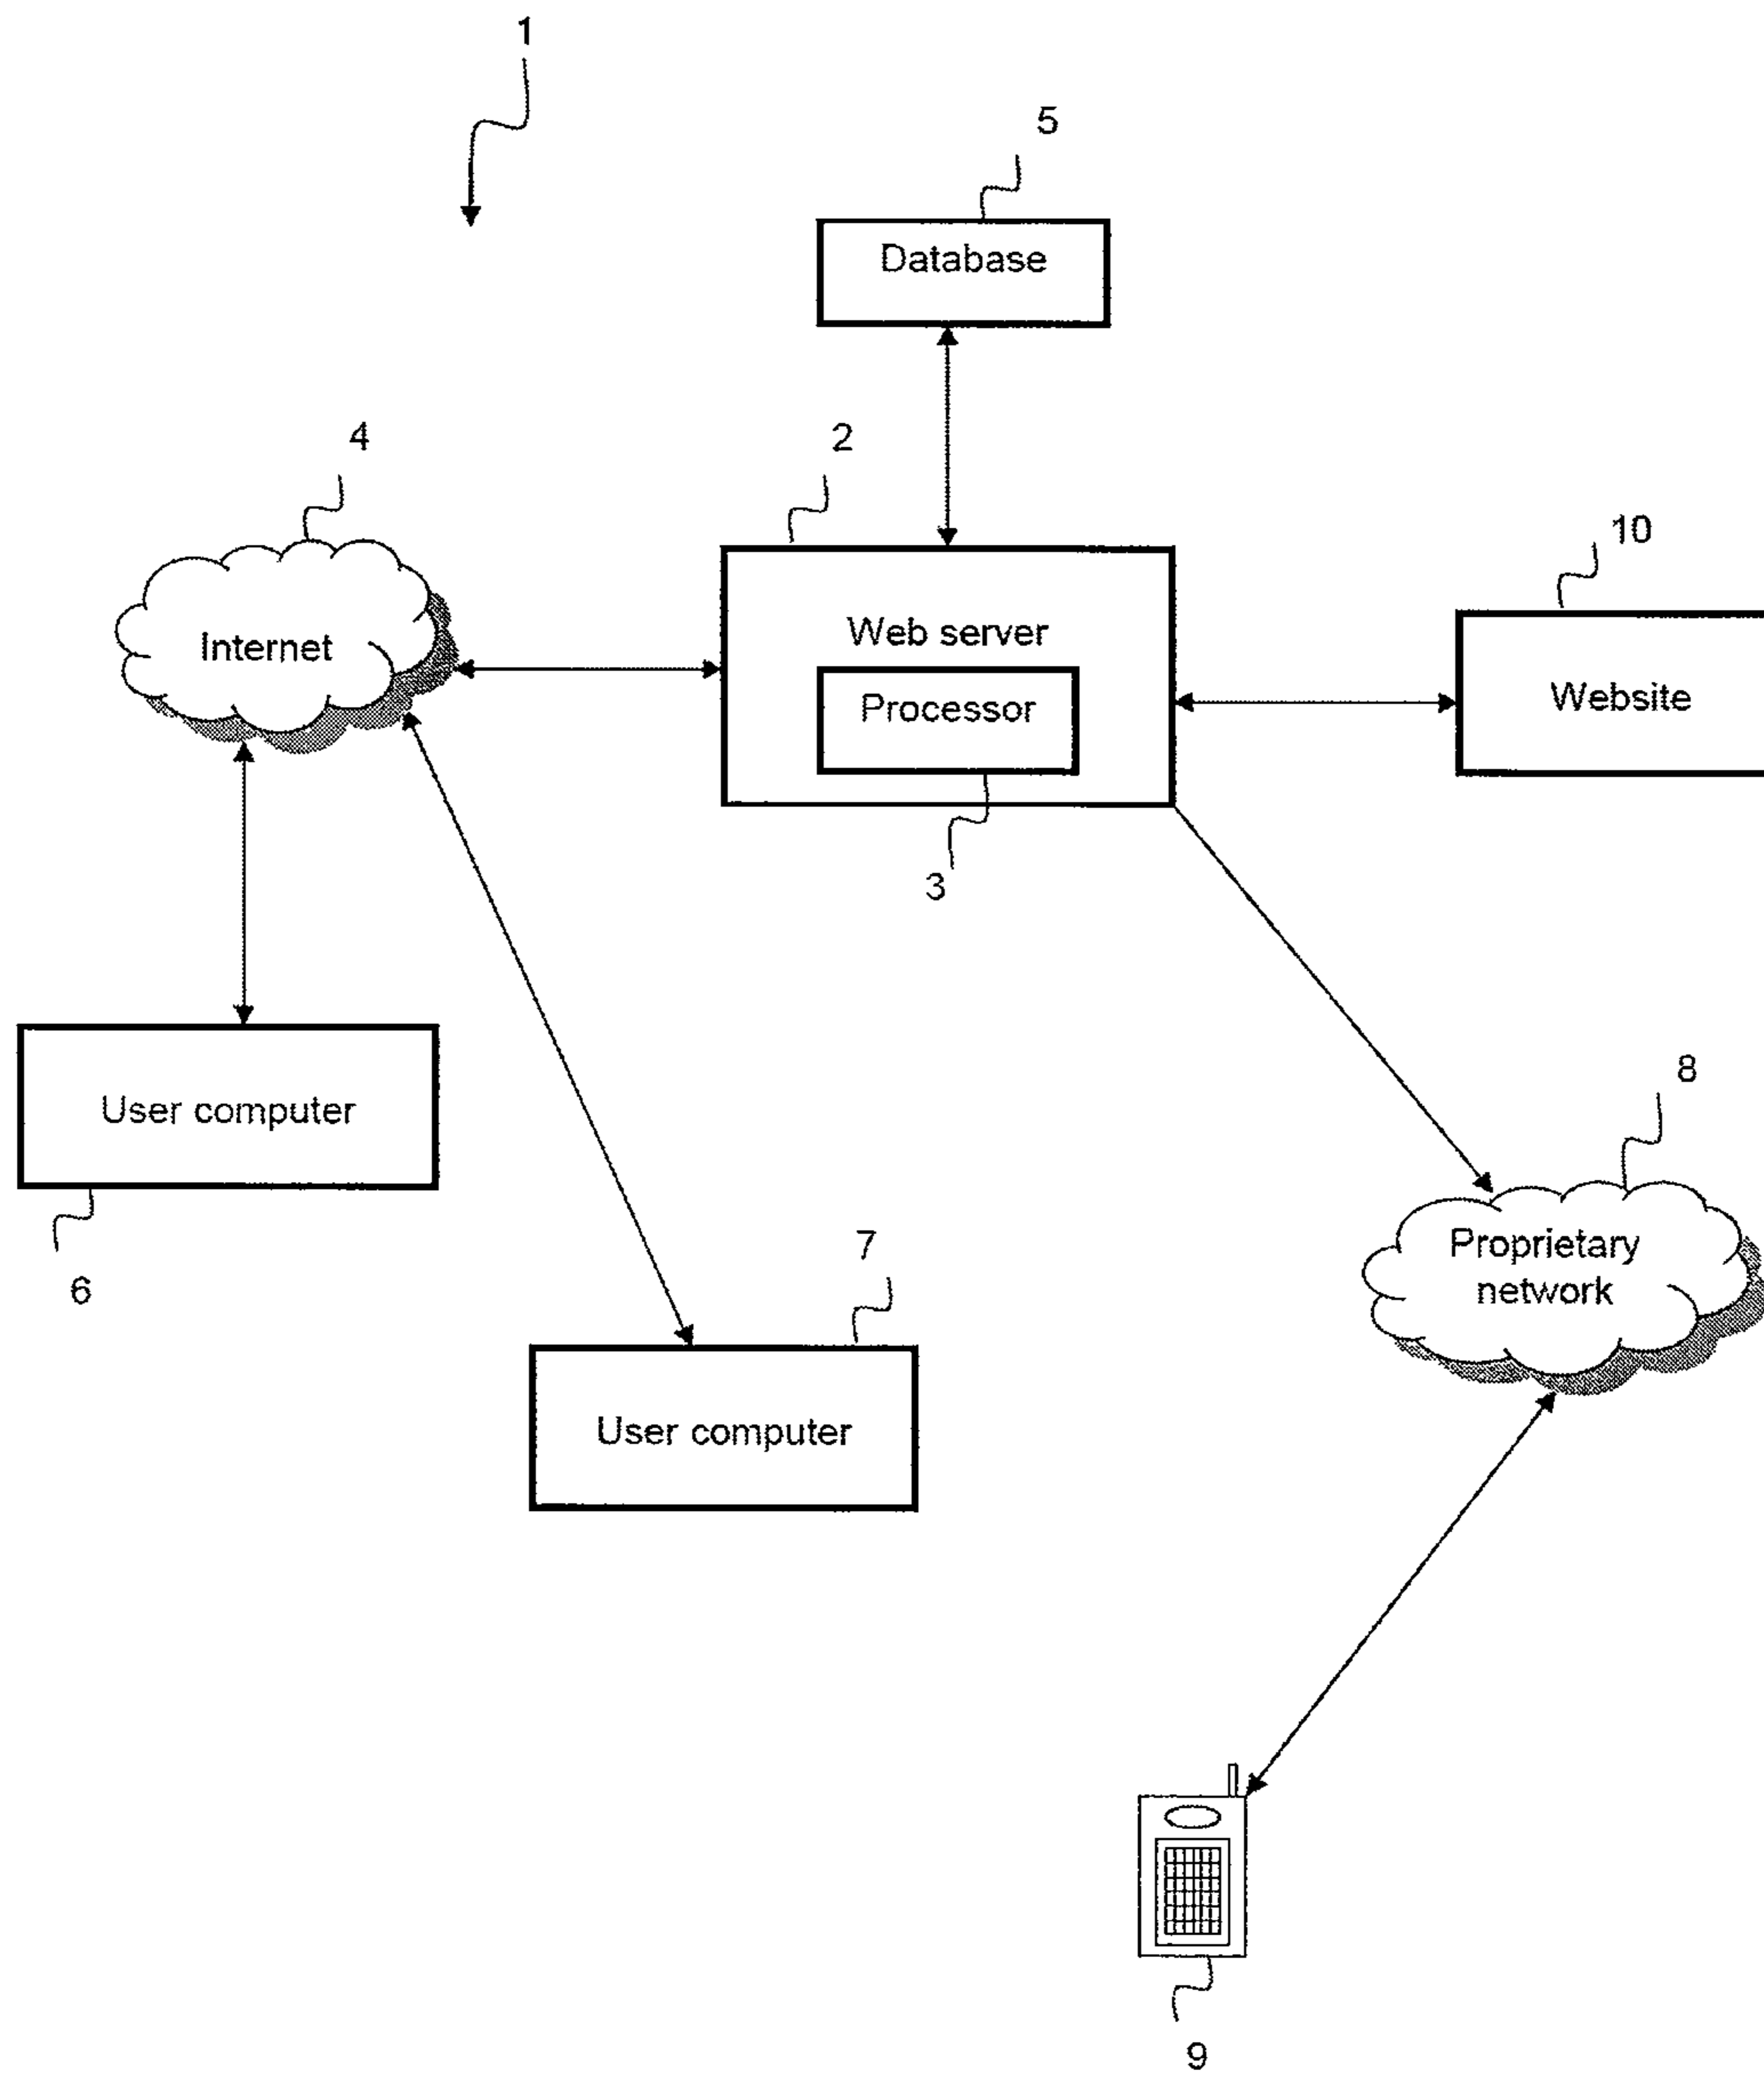 1
5
Database
4
2
10
Internet
Web server
Processor
Website
3
User computer
8
6
7
Proprietary
network
User computer
9